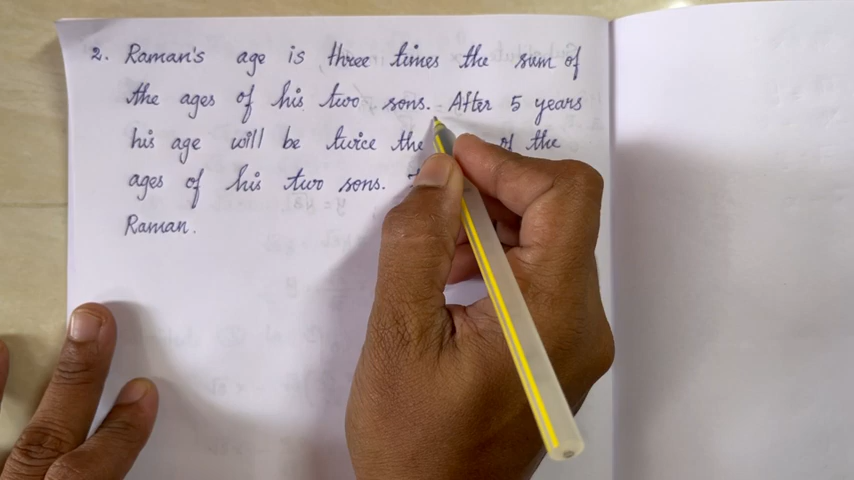 2. Raman's age is three times the sum of
the ages of his two sons. After 5 years
his age will be twice the of the
ages of his two sons.
Raman.